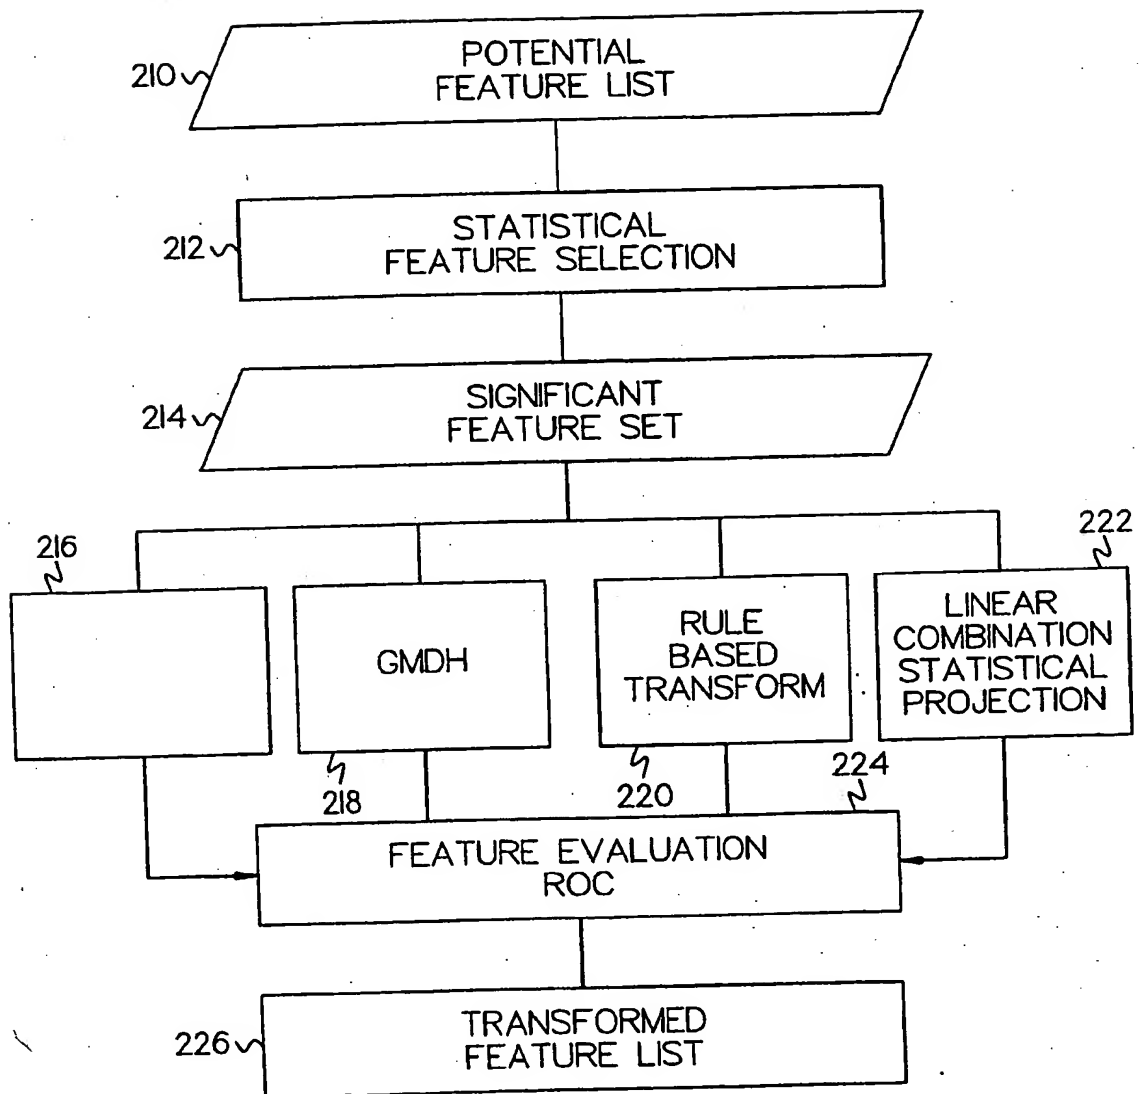 210
POTENTIAL
FEATURE LIST
212
STATISTICAL
FEATURE SELECTION
214
SIGNIFICANT
FEATURE SET
216
222
GMDH
RULE
BASED
TRANSFORM
LINEAR
COMBINATION
STATISTICAL
PROJECTION
218
220
224
FEATURE EVALUATION
ROC
226
TRANSFORMED
FEATURE LIST